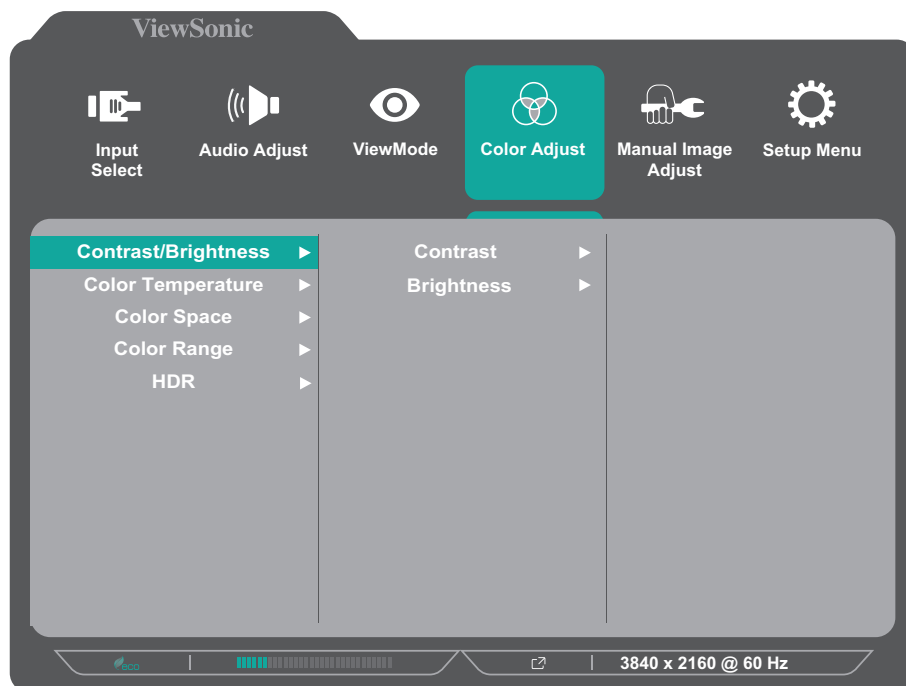 ViewSonic
Input Select
Audio Adjust
ViewMode
Color Adjust
Manual Image Adjust
Setup Menu
Contrast/Brightness
Color Temperature
Color Space
Color Range
HDR
Contrast
Brightness
eco
3840 x 2160 @ 60 Hz